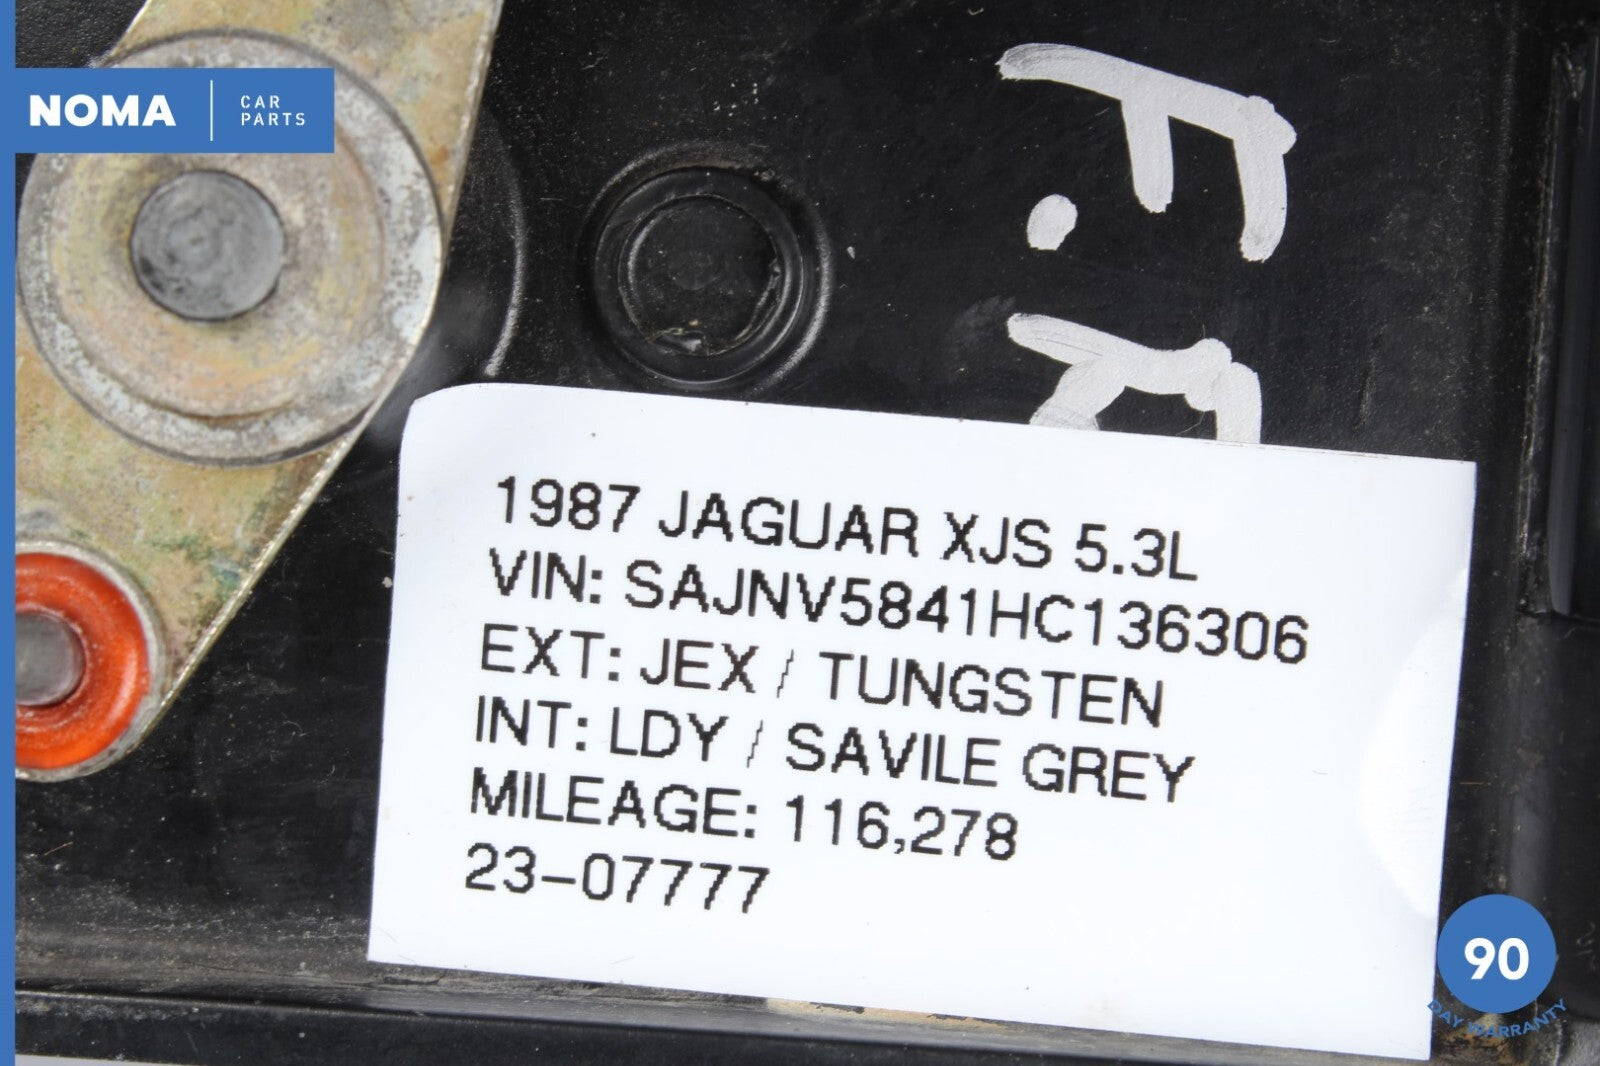 NOMA
CAR
PARTS
F.R
1987 JAGUAR XJS 5.3L
VIN: SAJNV5841HC136306
EXT: JEX / TUNGSTEN
INT: LDY / SAVILE GREY
MILEAGE: 116,278
23-07777
90
DAY WARRANTY